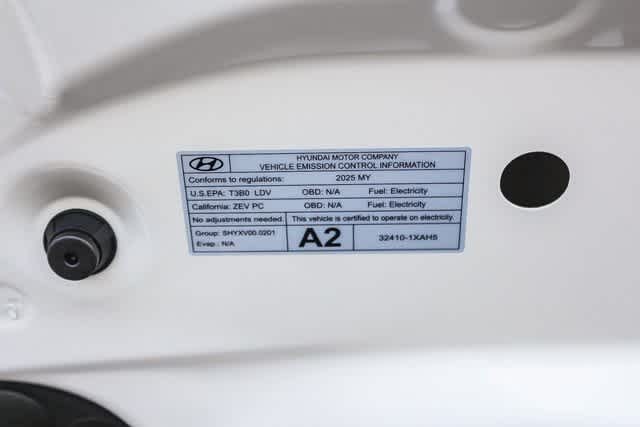 HYUNDAI MOTOR COMPANY
VEHICLE EMISSION CONTROL INFORMATION
Conforms to regulations: 2025 MY
U.S.EPA: T3B0 LDV OBD: N/A Fuel: Electricity
California: ZEV PC OBD: N/A Fuel: Electricity
No adjustments needed. This vehicle is certified to operate on electricity.
Group: SHYXV00.0201
Evap.: N/A
A2
32410-1XAH5